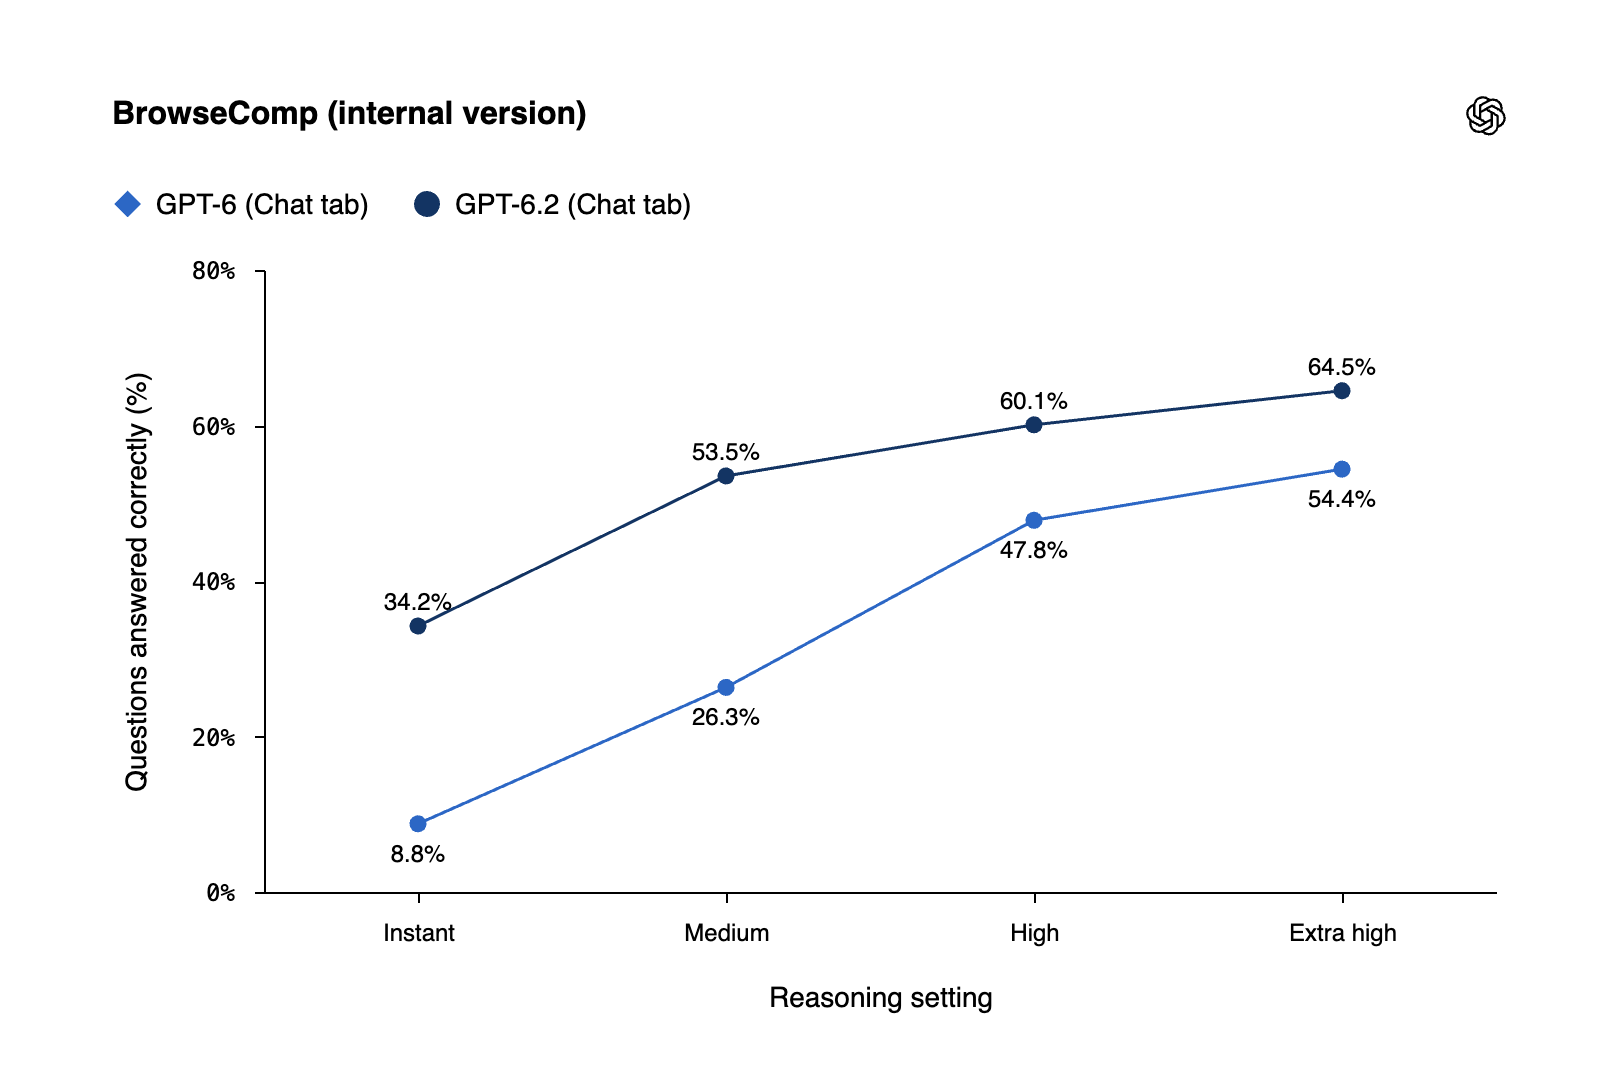 BrowseComp (internal version)
GPT-6 (Chat tab)
GPT-6.2 (Chat tab)
Questions answered correctly (%)
80%
60%
40%
20%
0%
34.2%
53.5%
60.1%
64.5%
8.8%
26.3%
47.8%
54.4%
Instant
Medium
High
Extra high
Reasoning setting